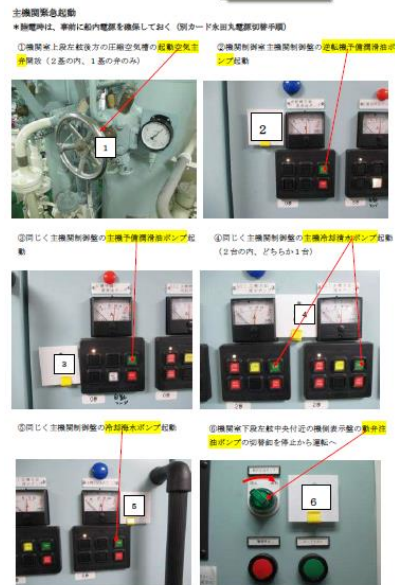 主機関緊急起動
*離電時は、事前に船内電源を確保しておく（別カード永田丸電源切替手順）
①機関室上段左舷後方の圧縮空気槽の起動空気主
弁開放（2基の内、1基の弁のみ）
②機関制御室主機関制御盤の逆転機予備潤滑油ポ
ンプ起動
1
2
③同じく主機関制御盤の主機予備潤滑油ポンプ起
動
④同じく主機関制御盤の主機冷却清水ポンプ起動
（2台の内、どちらか1台）
3
4
⑤同じく主機関制御盤の冷却海水ポンプ起動
⑥機関室下段左舷中央付近の機側表示盤の動弁注
油ポンプの切替釦を停止から運転へ
5
6